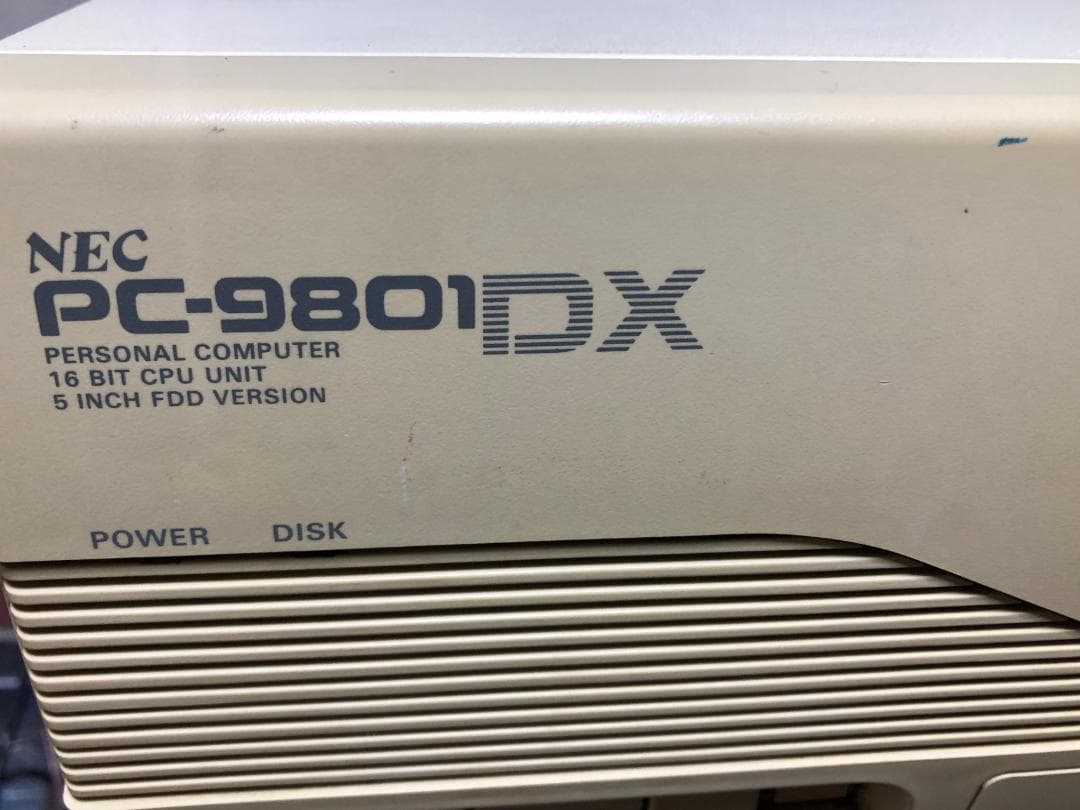 NEC
PC-9801DX
PERSONAL COMPUTER
16 BIT CPU UNIT
5 INCH FDD VERSION
POWER DISK